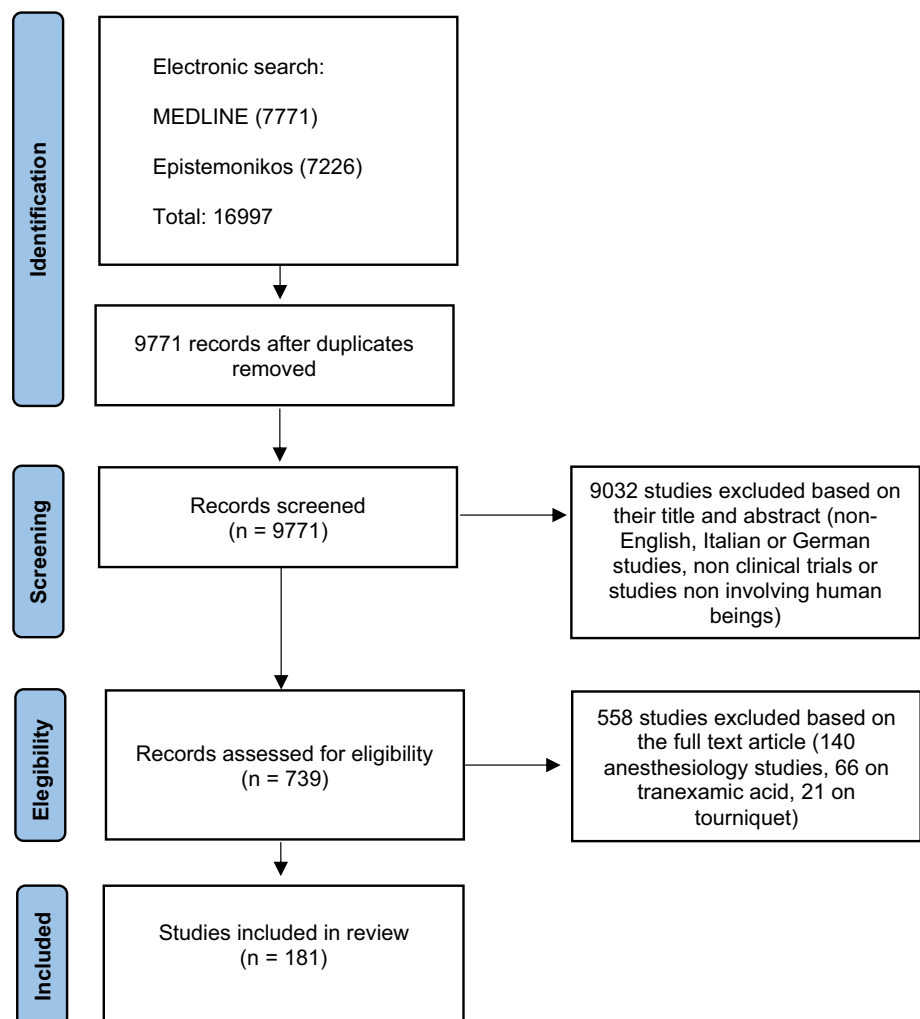 Identification
Electronic search:
MEDLINE (7771)
Epistemonikos (7226)
Total: 16997
9771 records after duplicates
removed
Screening
Records screened
(n = 9771)
9032 studies excluded based on
their title and abstract (non-
English, Italian or German
studies, non clinical trials or
studies non involving human
beings)
Elegibility
Records assessed for eligibility
(n = 739)
558 studies excluded based on
the full text article (140
anesthesiology studies, 66 on
tranexamic acid, 21 on
tourniquet)
Included
Studies included in review
(n = 181)